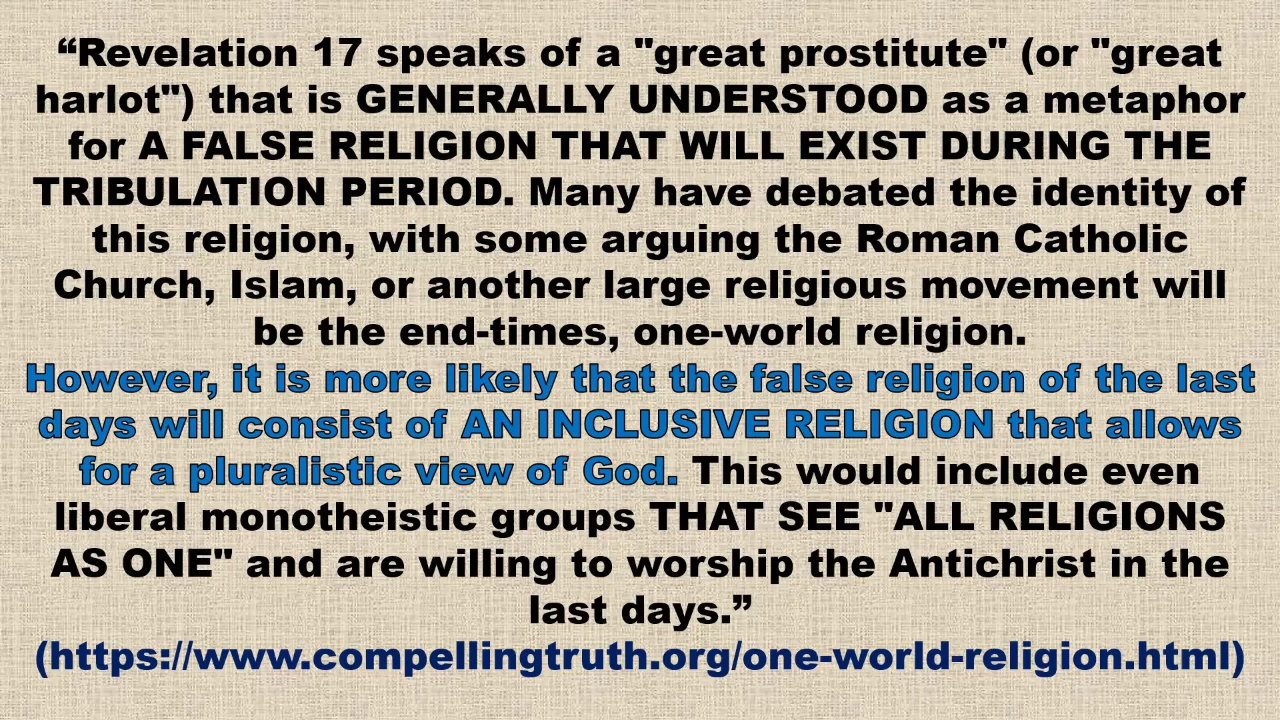 “Revelation 17 speaks of a "great prostitute" (or "great
harlot") that is GENERALLY UNDERSTOOD as a metaphor
for A FALSE RELIGION THAT WILL EXIST DURING THE
TRIBULATION PERIOD. Many have debated the identity of
this religion, with some arguing the Roman Catholic
Church, Islam, or another large religious movement will
be the end-times, one-world religion.
However, it is more likely that the false religion of the last
days will consist of AN INCLUSIVE RELIGION that allows
for a pluralistic view of God. This would include even
liberal monotheistic groups THAT SEE "ALL RELIGIONS
AS ONE" and are willing to worship the Antichrist in the
last days.”
(https://www.compellingtruth.org/one-world-religion.html)